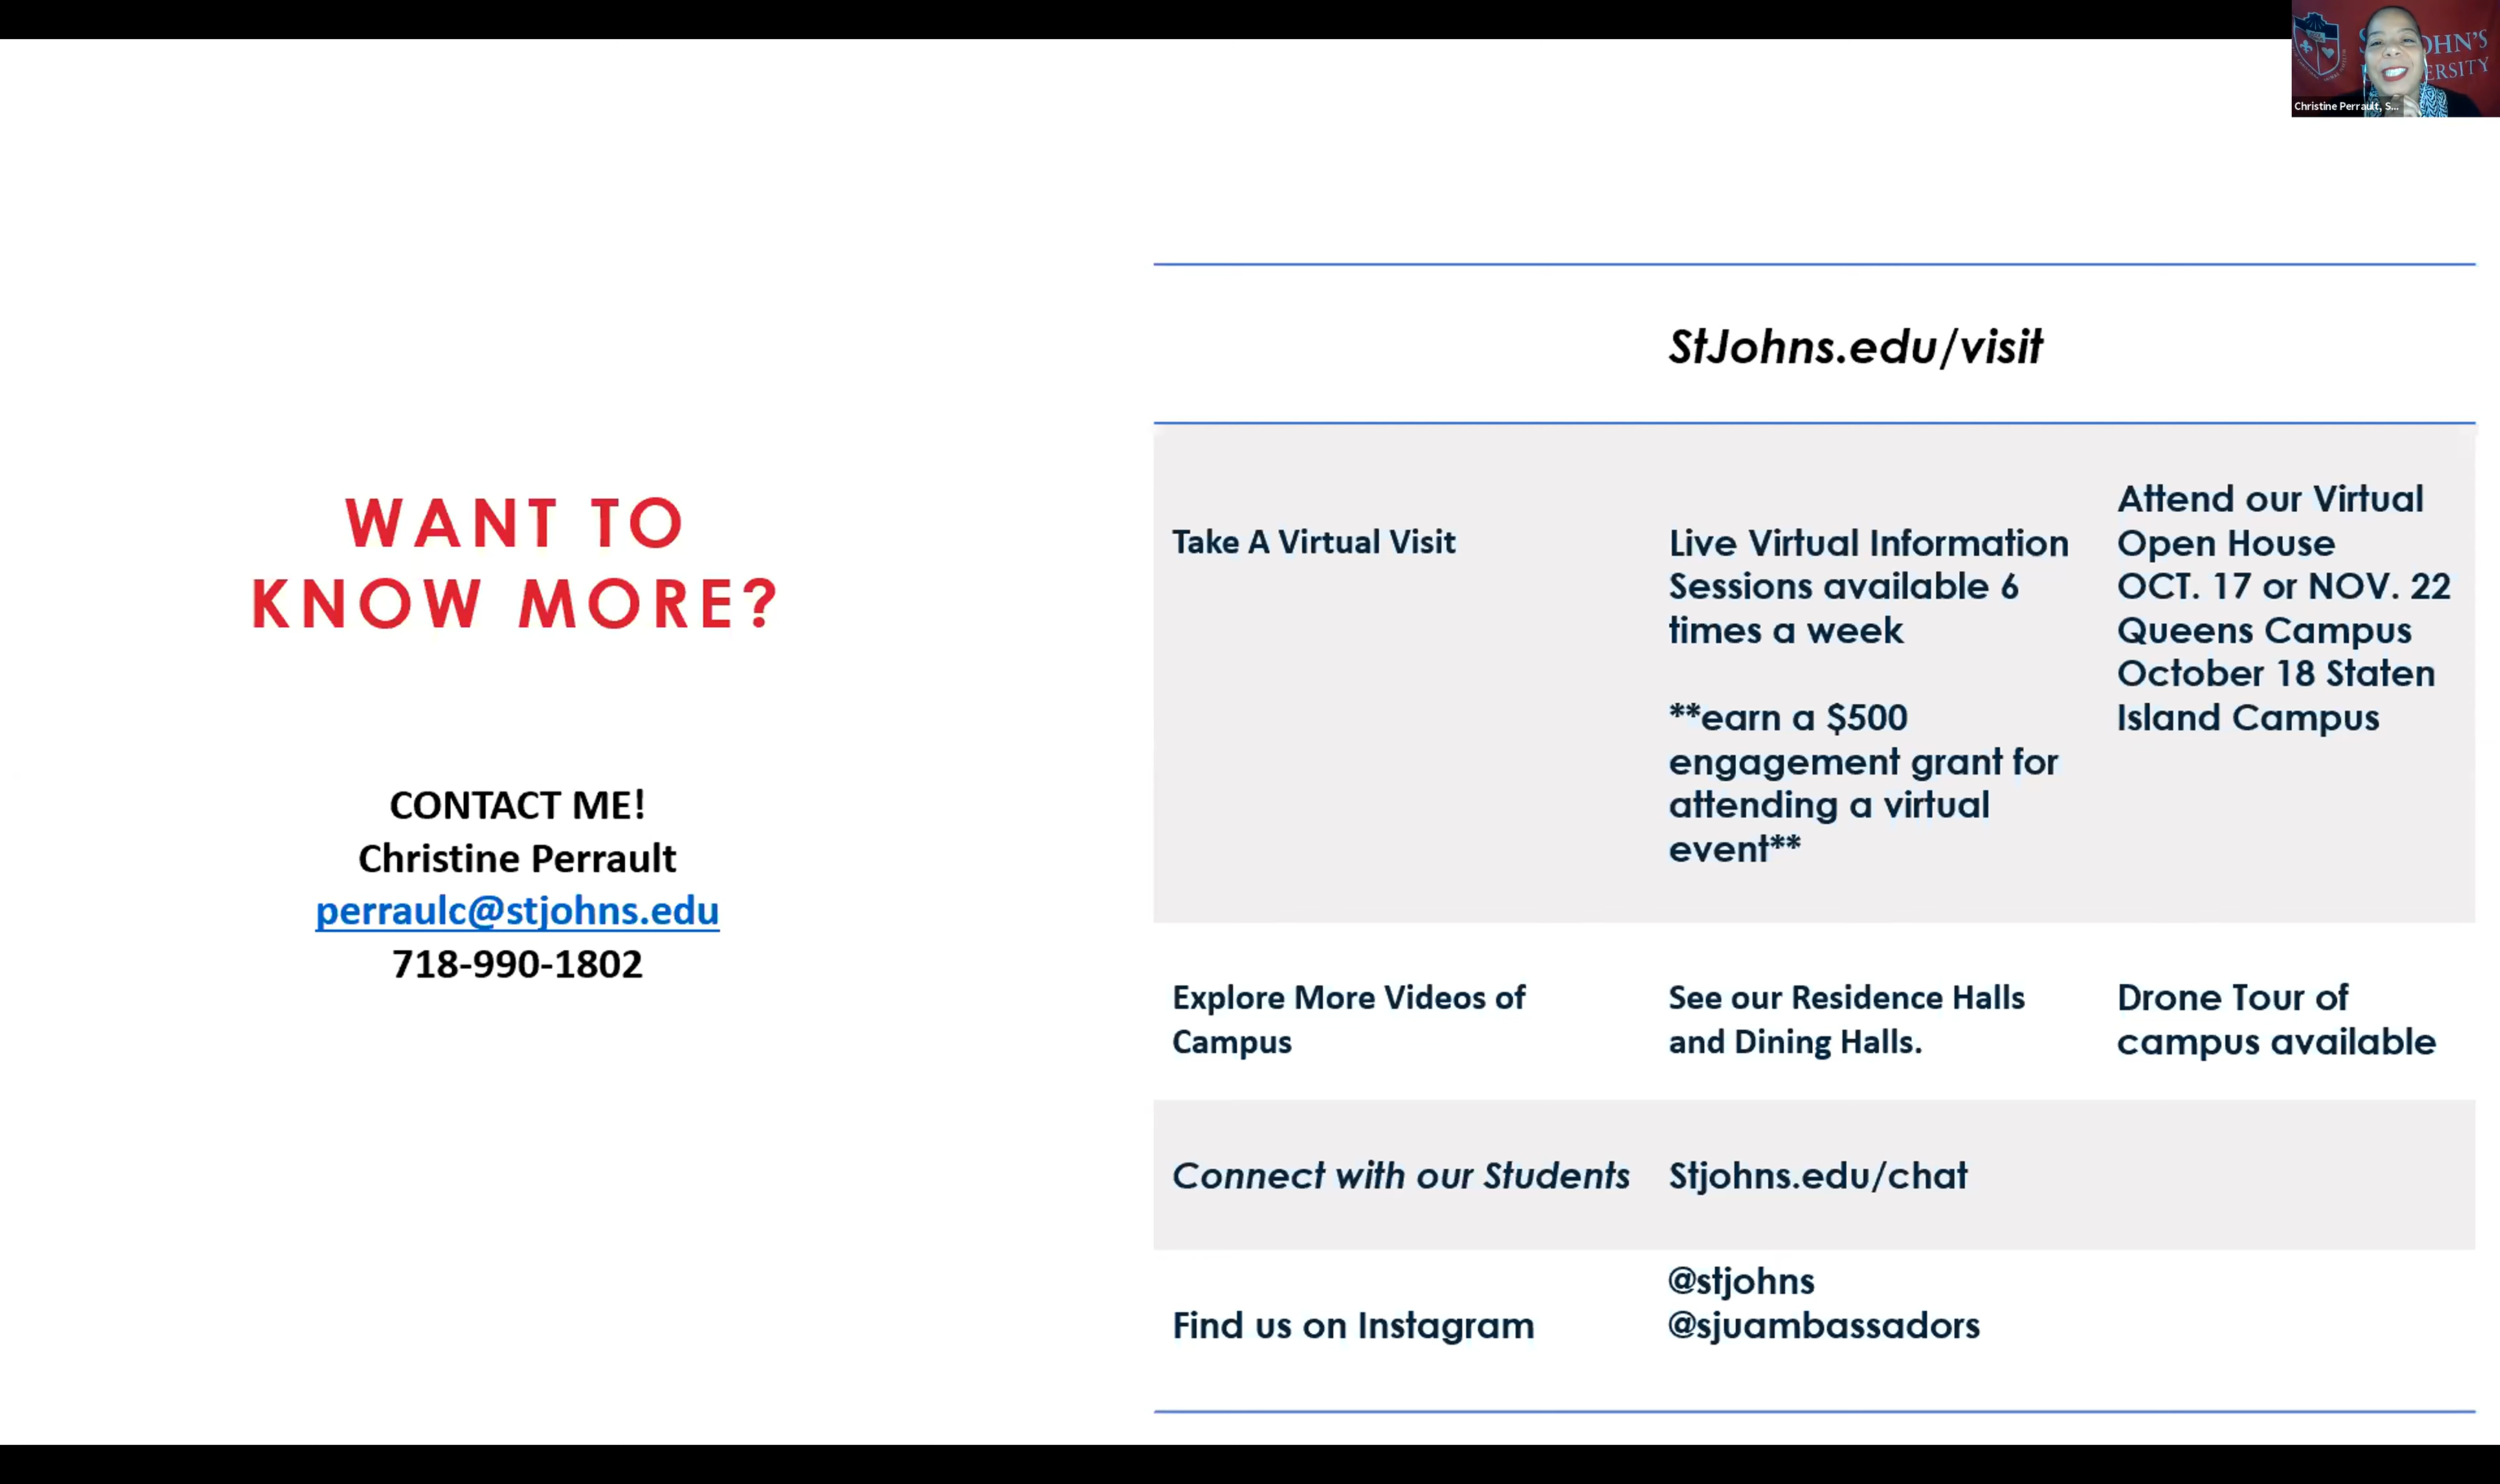 WANT TO
KNOW MORE?
CONTACT ME!
Christine Perrault
perraulc@stjohns.edu
718-990-1802
StJohns.edu/visit
Take A Virtual Visit
Live Virtual Information
Sessions available 6
times a week
**earn a $500
engagement grant for
attending a virtual
event**
Attend our Virtual
Open House
OCT. 17 or NOV. 22
Queens Campus
October 18 Staten
Island Campus
Explore More Videos of
Campus
See our Residence Halls
and Dining Halls.
Drone Tour of
campus available
Connect with our Students
Stjohns.edu/chat
Find us on Instagram
@stjohns
@sjuambassadors
Christine Perrault, S...